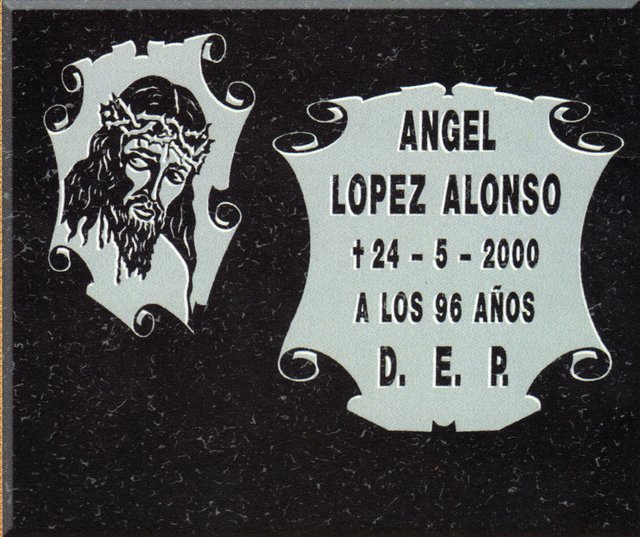 ANGEL
LOPEZ ALONSO
✝ 24 - 5 - 2000
A LOS 96 AÑOS
D. E. P.